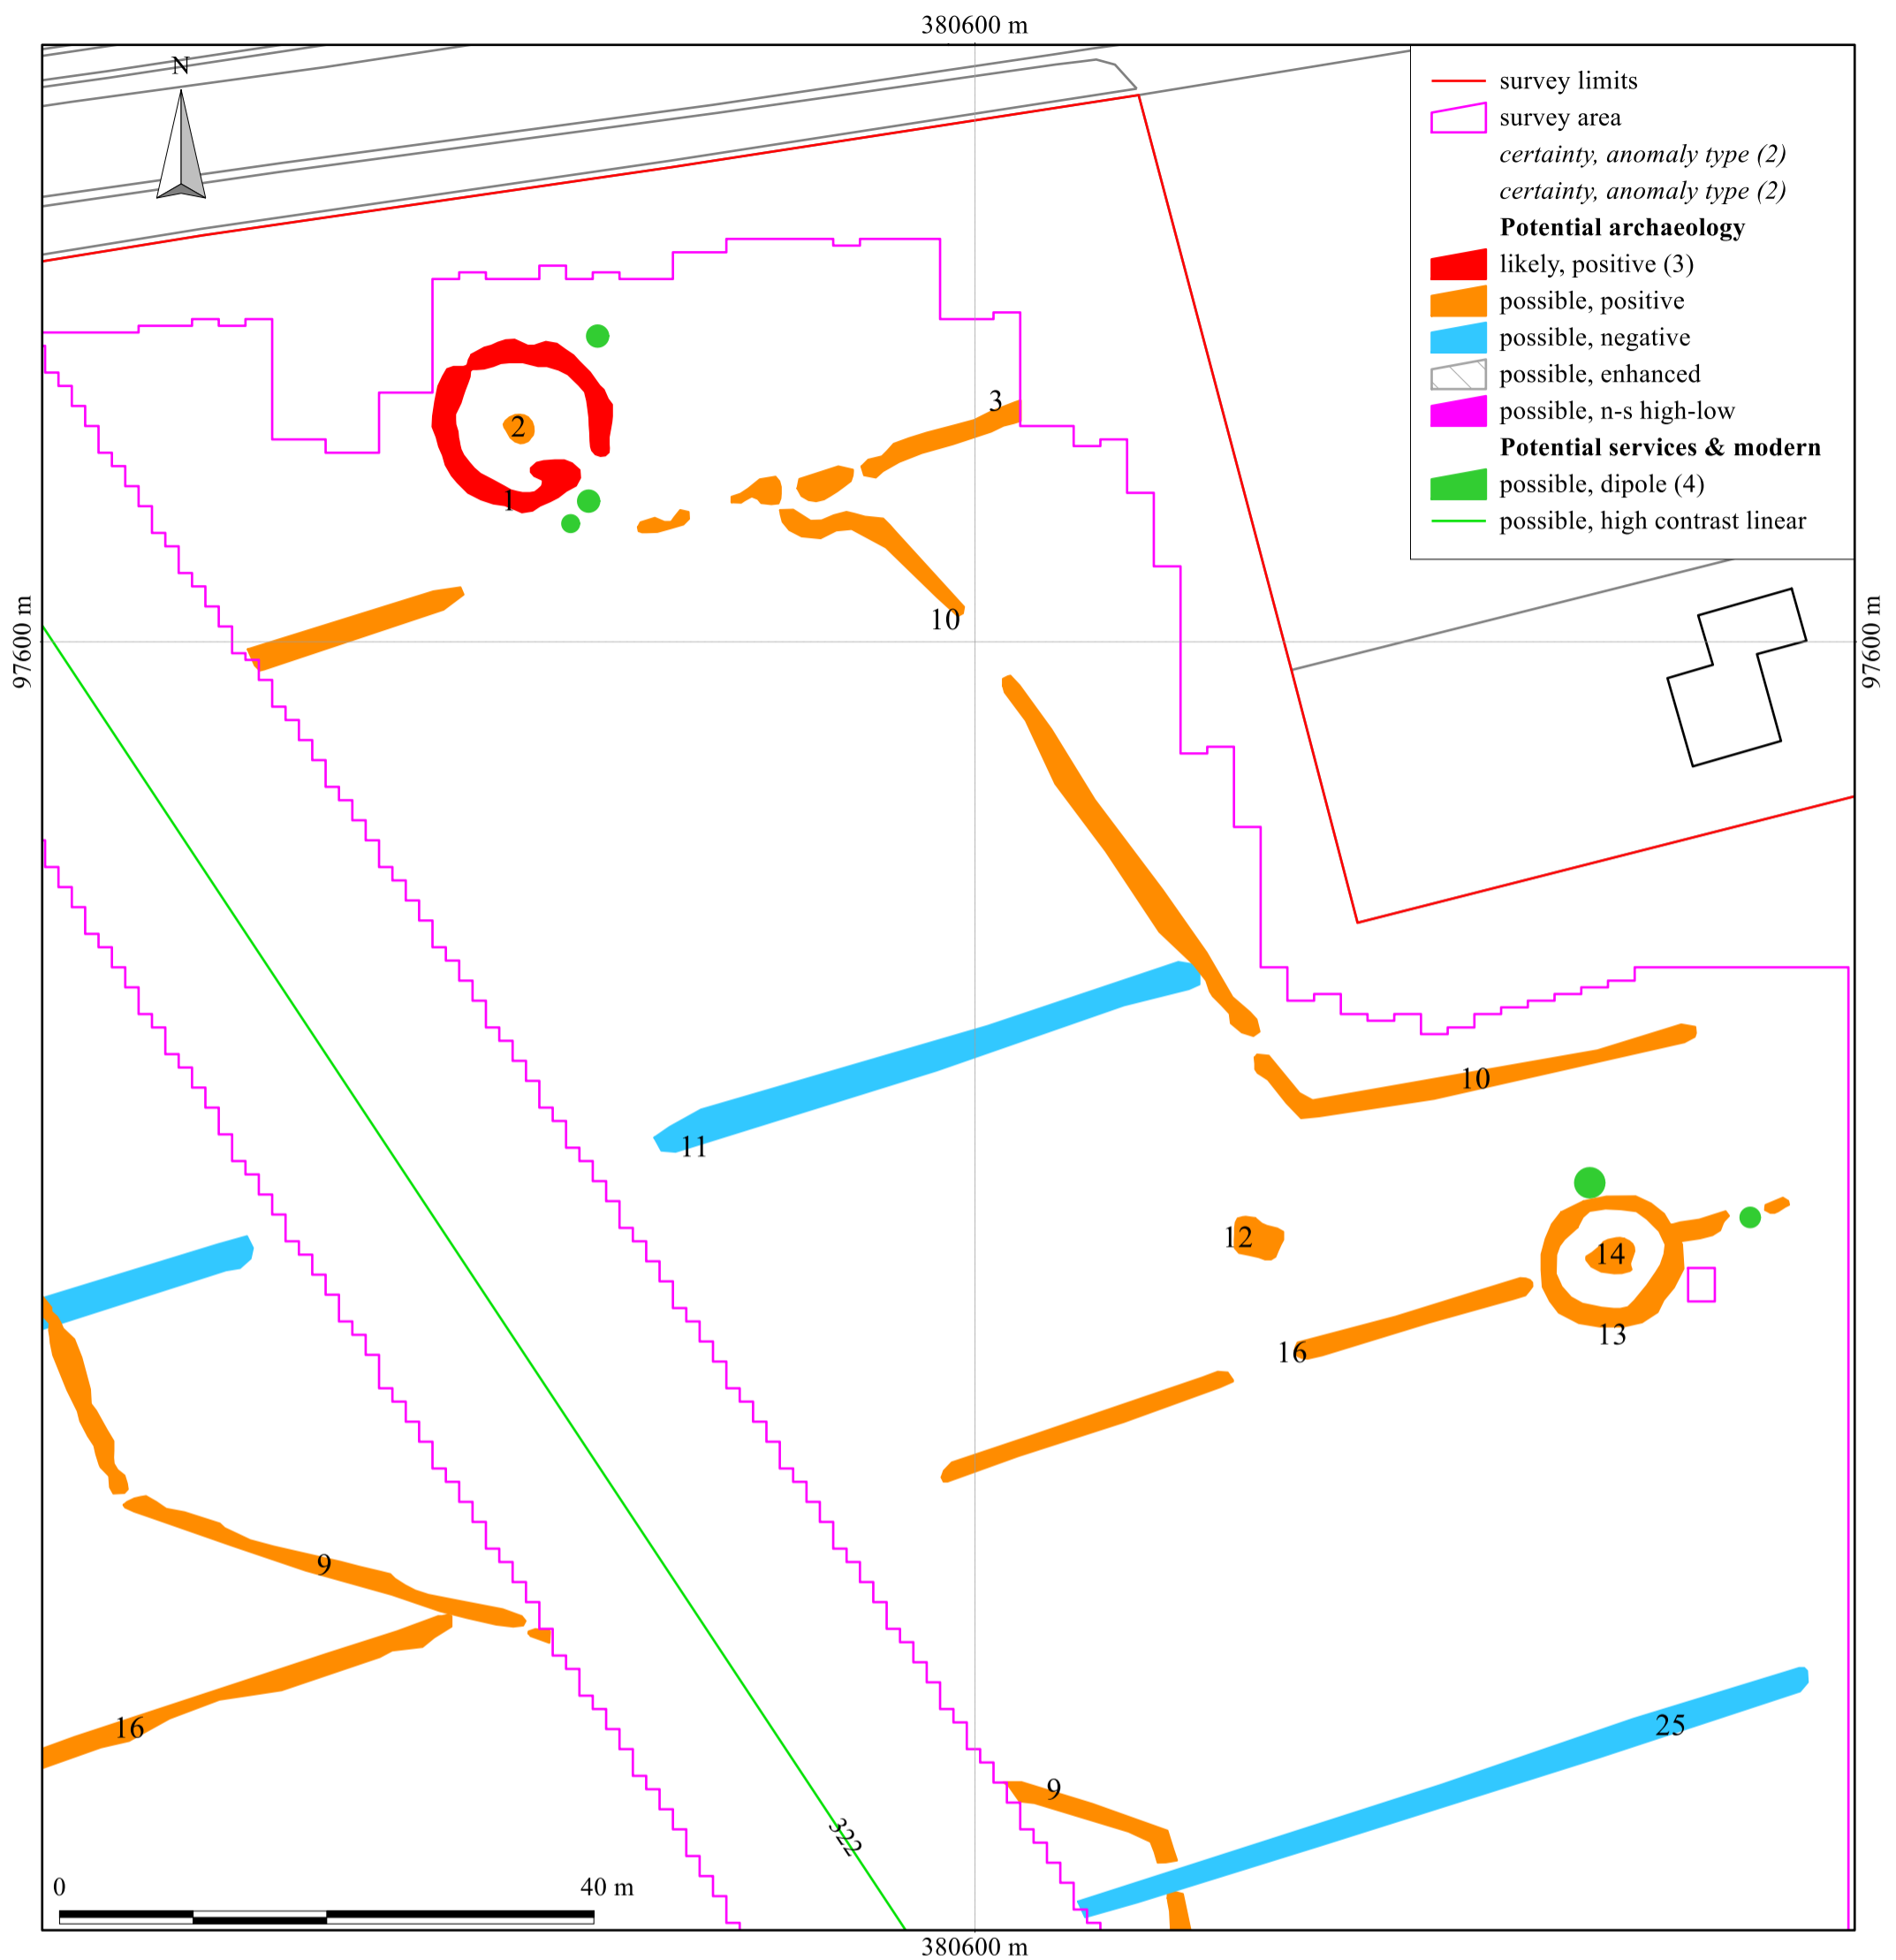 380600 m
N
survey limits
survey area
certainty, anomaly type (2)
certainty, anomaly type (2)
Potential archaeology
likely, positive (3)
possible, positive
possible, negative
possible, enhanced
possible, n-s high-low
Potential services & modern
possible, dipole (4)
possible, high contrast linear
3
2
1
10
97600 m
97600 m
10
11
12
14
13
16
9
16
25
9
322
0 40 m
380600 m